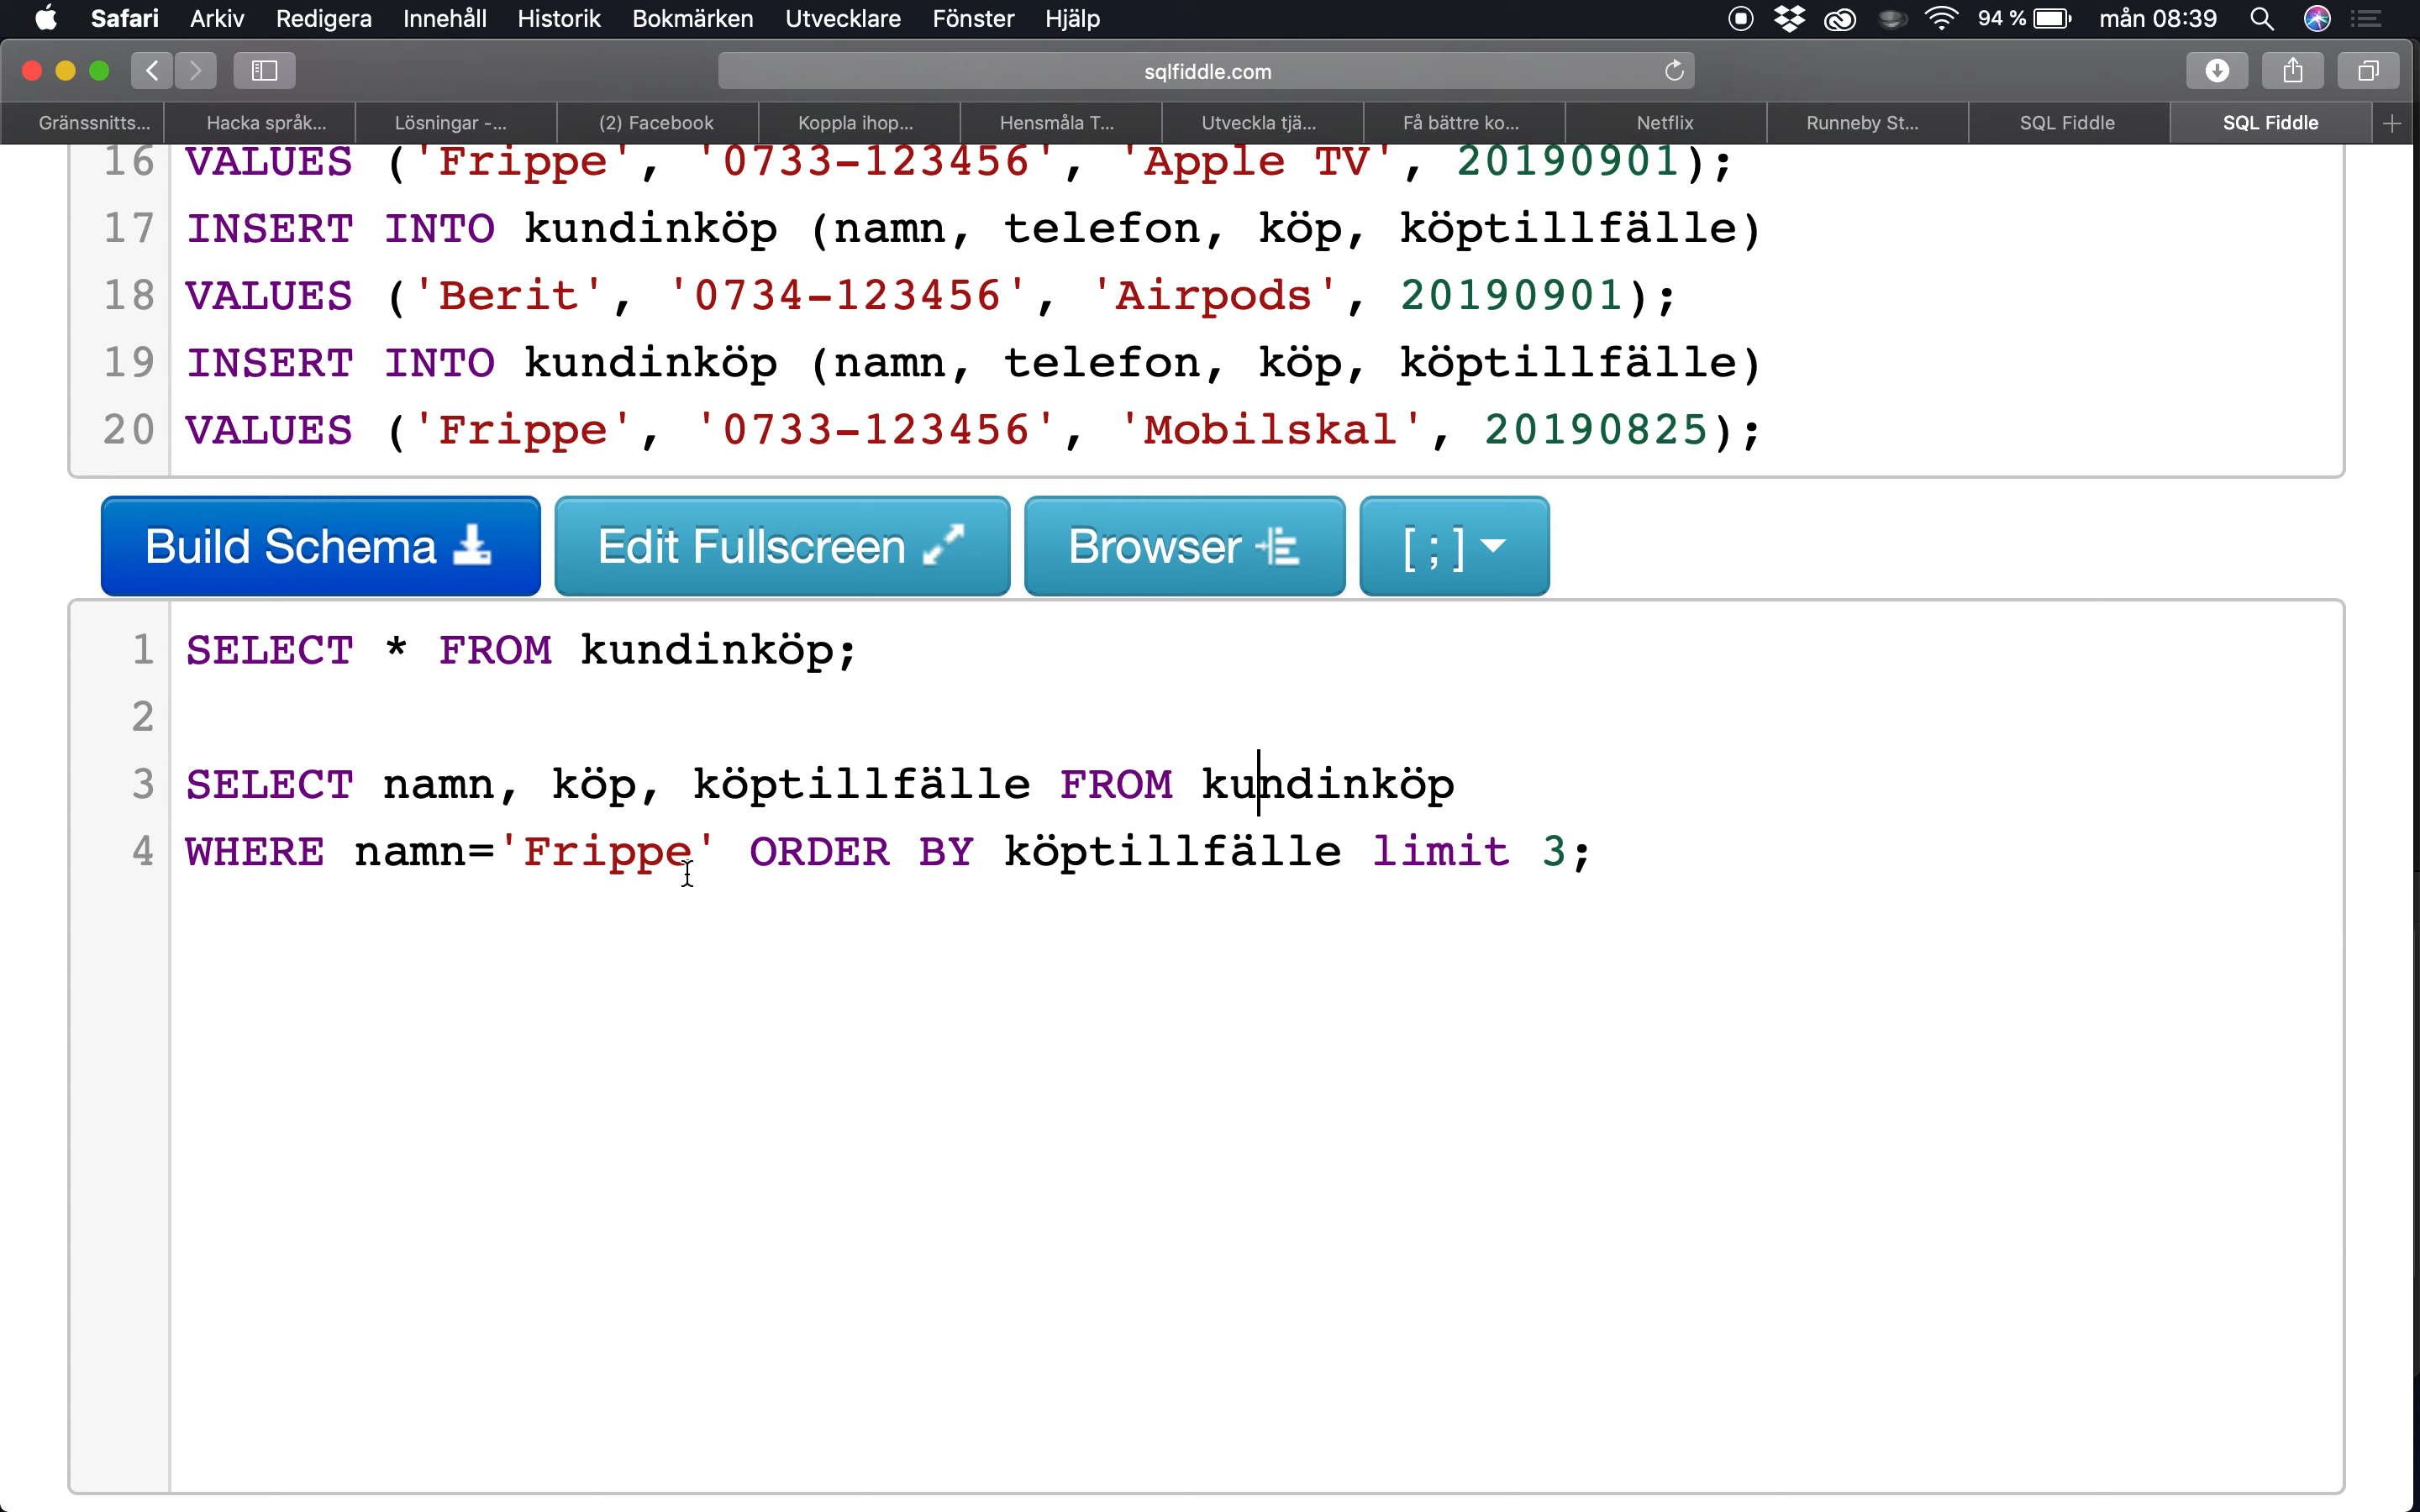 Safari Arkiv Redigera Innehåll Historik Bokmärken Utvecklare Fönster Hjälp 94 % mån 08:39
sqlfiddle.com
Gränssnitts... Hacka språk... Lösningar -... (2) Facebook Koppla ihop... Hensmåla T... Utveckla tjä... Få bättre ko... Netflix Runneby St... SQL Fiddle SQL Fiddle
16 VALUES ('Frippe', '0733-123456', 'Apple TV', 20190901);
17 INSERT INTO kundinköp (namn, telefon, köp, köptillfälle)
18 VALUES ('Berit', '0734-123456', 'Airpods', 20190901);
19 INSERT INTO kundinköp (namn, telefon, köp, köptillfälle)
20 VALUES ('Frippe', '0733-123456', 'Mobilskal', 20190825);
Build Schema Edit Fullscreen Browser [ ; ]
1 SELECT * FROM kundinköp;
2
3 SELECT namn, köp, köptillfälle FROM kundinköp
4 WHERE namn='Frippe' ORDER BY köptillfälle limit 3;